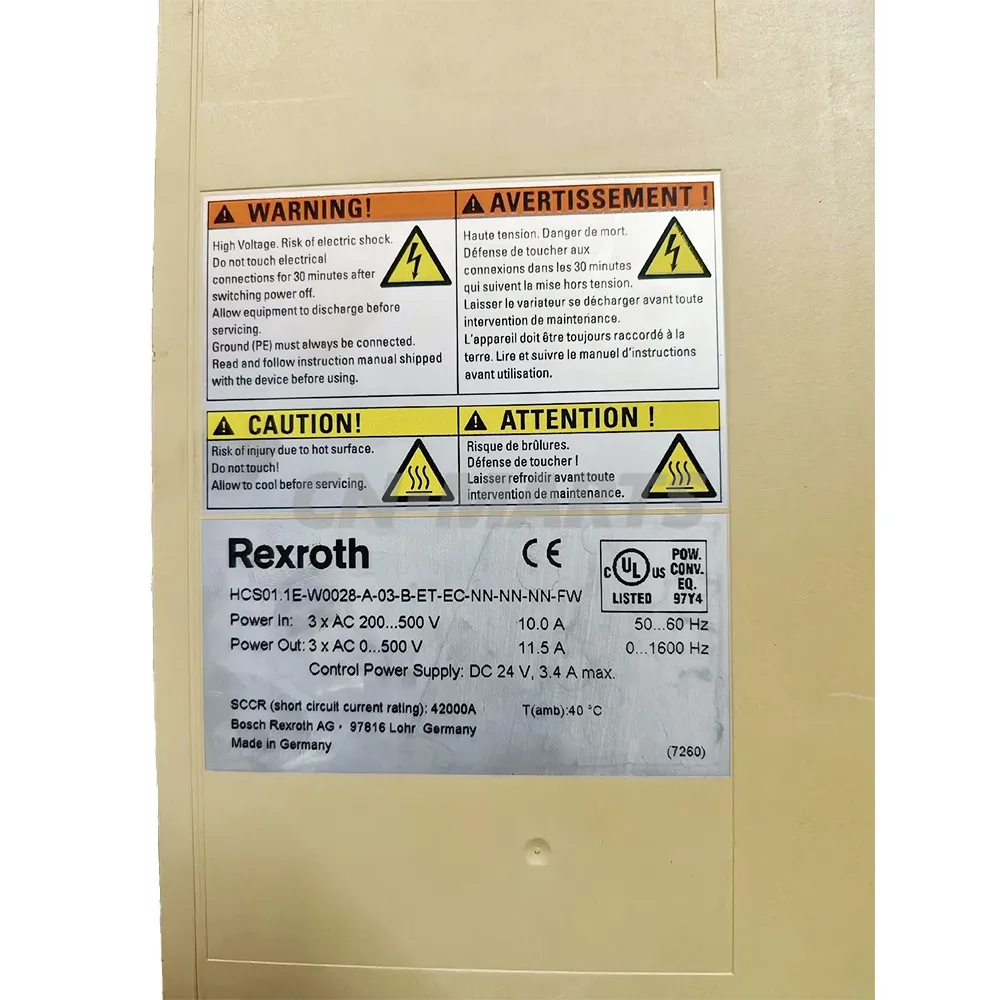 WARNING!
High Voltage. Risk of electric shock.
Do not touch electrical
connections for 30 minutes after
switching power off.
Allow equipment to discharge before
servicing.
Ground (PE) must always be connected.
Read and follow instruction manual shipped
with the device before using.
AVERTISSEMENT !
Haute tension. Danger de mort.
Défense de toucher aux
connexions dans les 30 minutes
qui suivent la mise hors tension.
Laisser le variateur se décharger avant toute
intervention de maintenance.
L'appareil doit être toujours raccordé à la
terre. Lire et suivre le manuel d'instructions
avant utilisation.
CAUTION!
Risk of injury due to hot surface.
Do not touch!
Allow to cool before servicing.
ATTENTION !
Risque de brûlures.
Défense de toucher !
Laisser refroidir avant toute
intervention de maintenance.
CNPMARTS
Rexroth CE
C UL US LISTED
POW.
CONV.
EQ.
97Y4
HCS01.1E-W0028-A-03-B-ET-EC-NN-NN-NN-FW
Power In: 3 x AC 200...500 V 10.0 A 50...60 Hz
Power Out: 3 x AC 0...500 V 11.5 A 0...1600 Hz
Control Power Supply: DC 24 V, 3.4 A max.
SCCR (short circuit current rating): 42000A T(amb):40 °C
Bosch Rexroth AG · 97816 Lohr Germany
Made in Germany (7260)